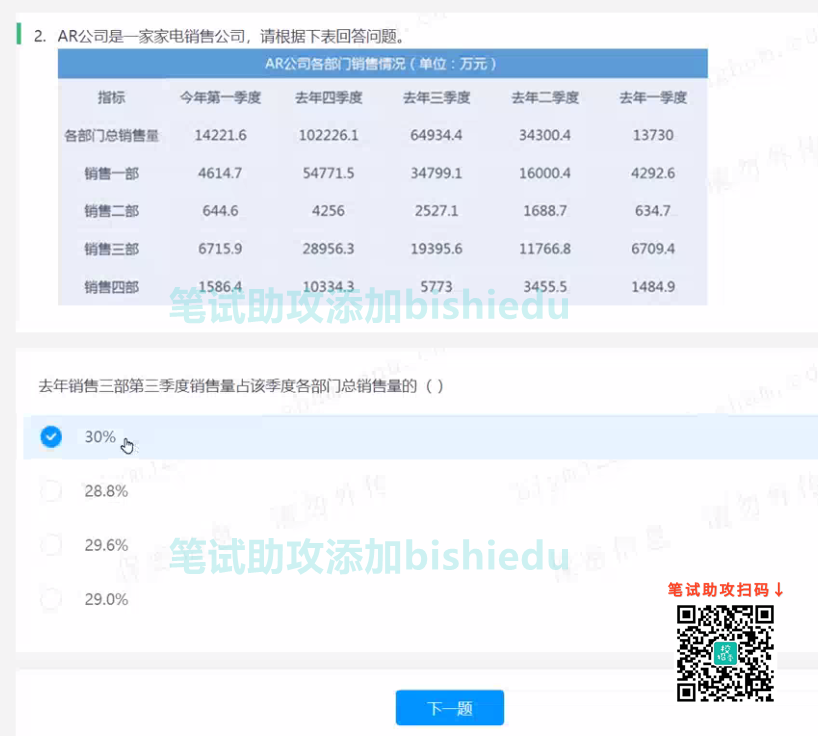 2. AR公司是一家家电销售公司，请根据下表回答问题。
AR公司各部门销售情况（单位：万元）
指标 今年第一季度 去年四季度 去年三季度 去年二季度 去年一季度
各部门总销售量 14221.6 102226.1 64934.4 34300.4 13730
销售一部 4614.7 54771.5 34799.1 16000.4 4292.6
销售二部 644.6 4256 2527.1 1688.7 634.7
销售三部 6715.9 28956.3 19395.6 11766.8 6709.4
销售四部 1586.4 10334.3 5773 3455.5 1484.9
笔试助攻添加bishiedu
去年销售三部第三季度销售量占该季度各部门总销售量的（ ）
30%
28.8%
29.6%
笔试助攻添加bishiedu
29.0%
笔试助攻扫码↓
下一题